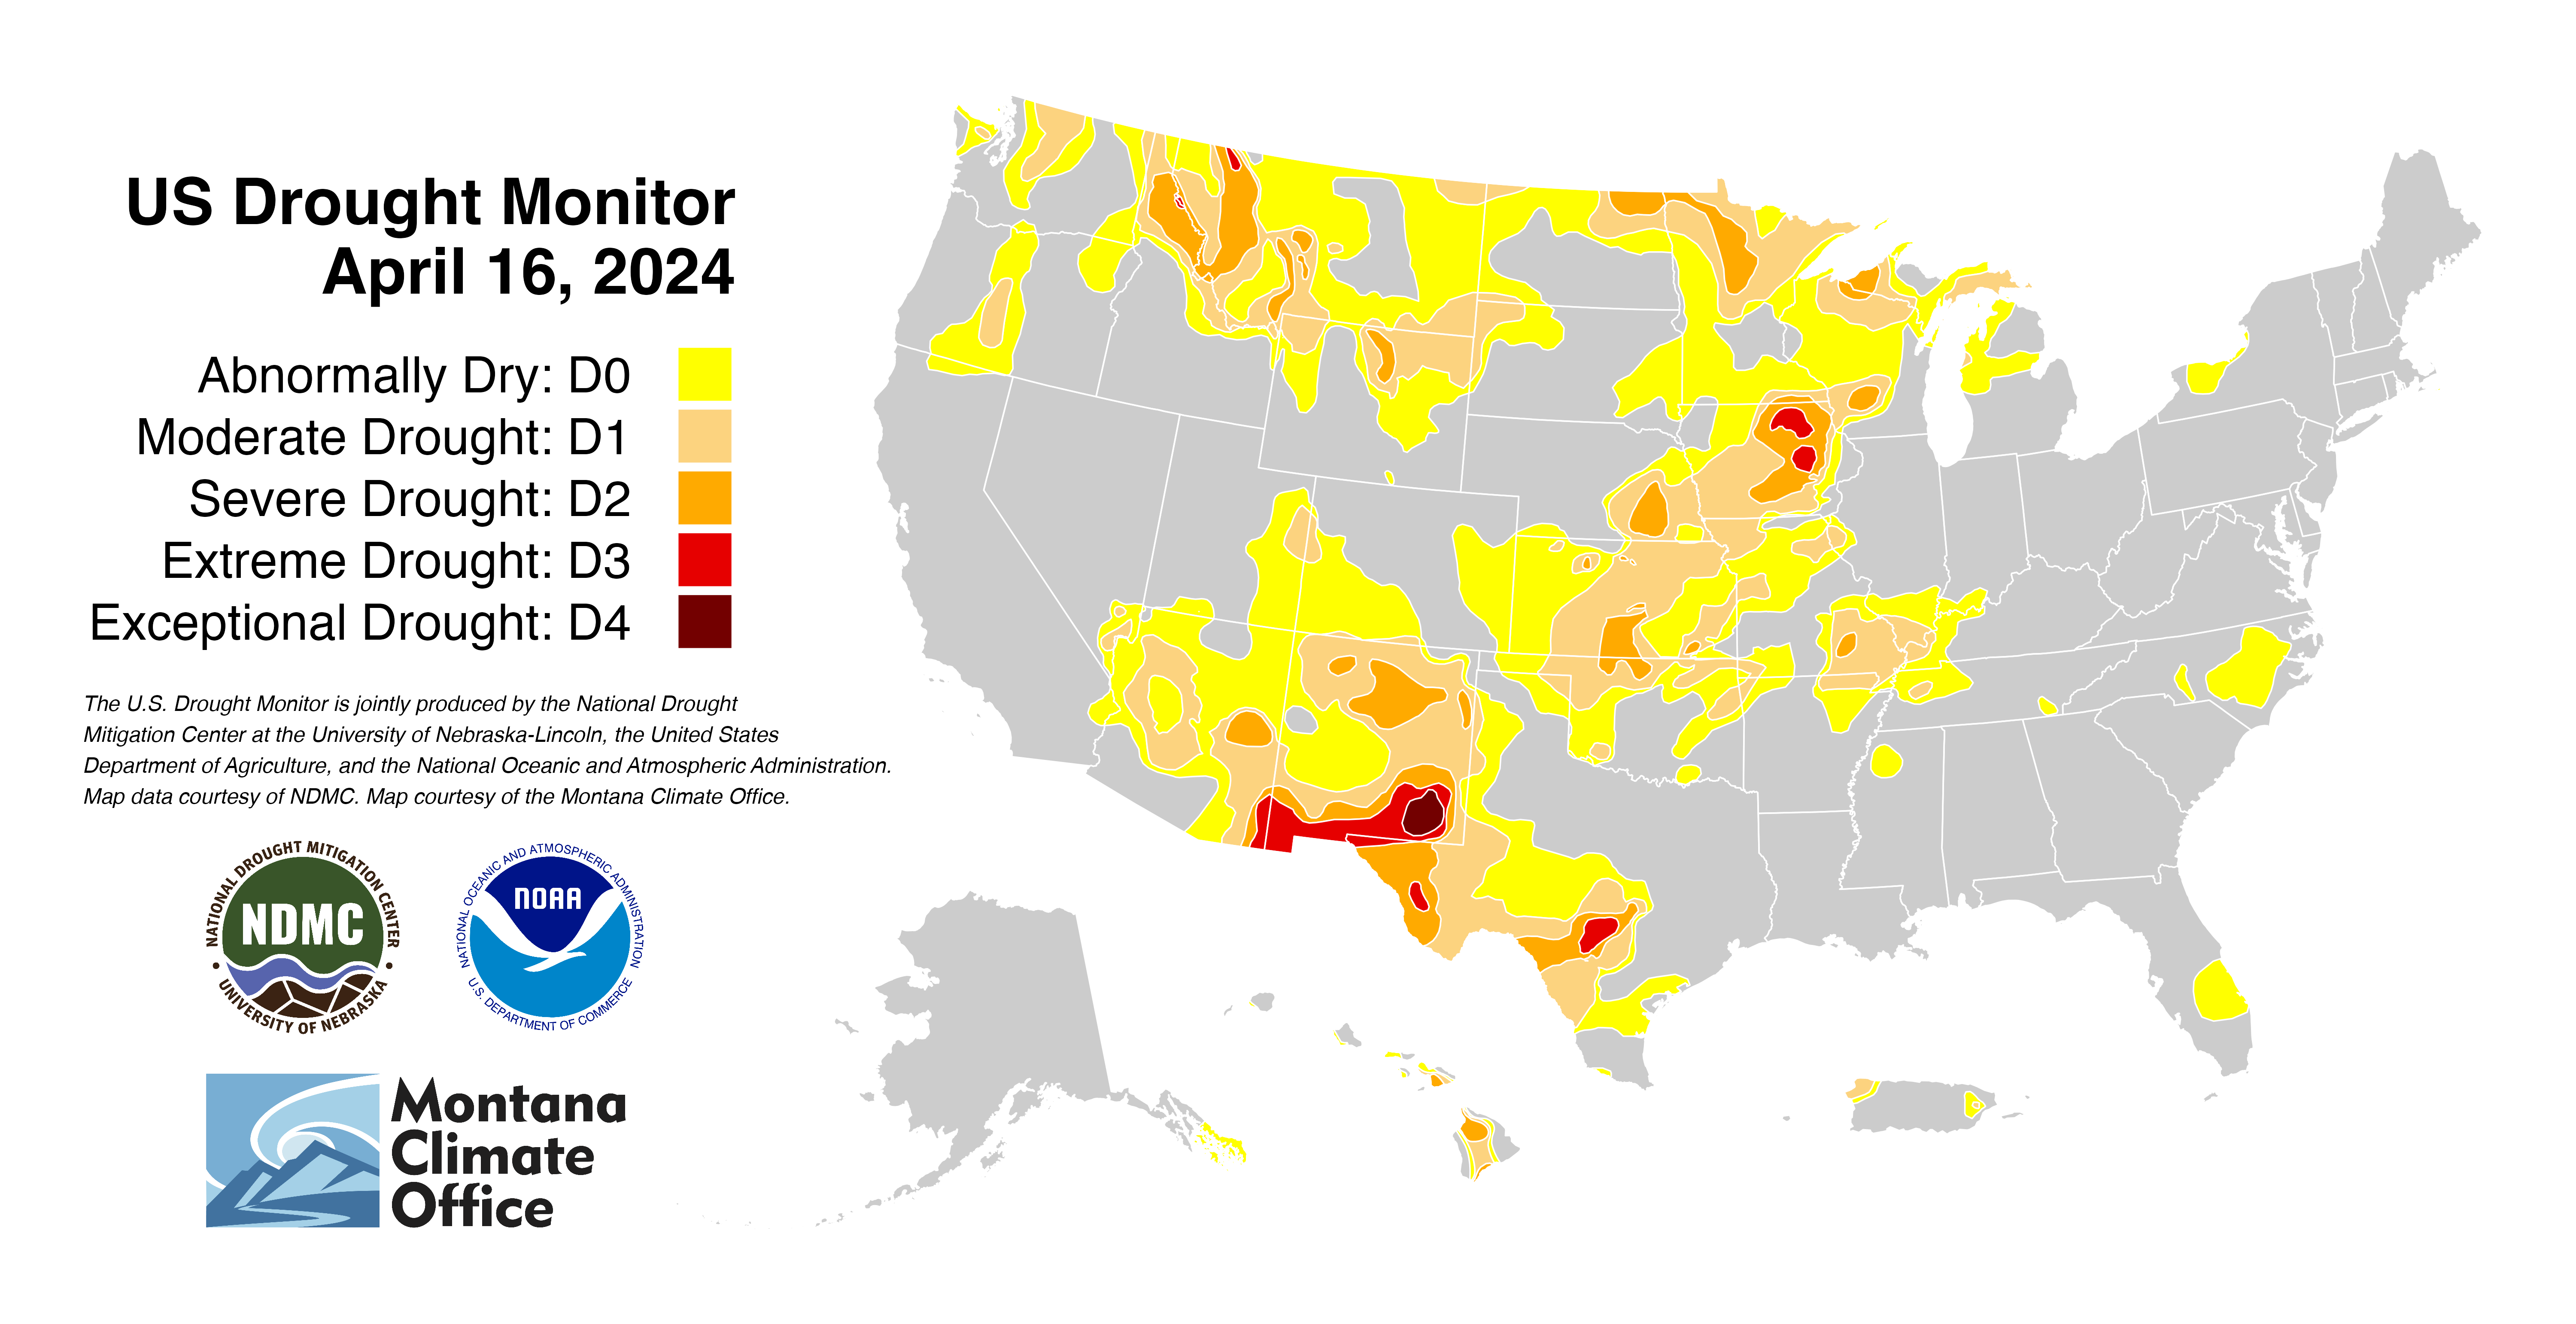 US Drought Monitor
April 16, 2024
Abnormally Dry: D0
Moderate Drought: D1
Severe Drought: D2
Extreme Drought: D3
Exceptional Drought: D4
The U.S. Drought Monitor is jointly produced by the National Drought
Mitigation Center at the University of Nebraska-Lincoln, the United States
Department of Agriculture, and the National Oceanic and Atmospheric Administration.
Map data courtesy of NDMC. Map courtesy of the Montana Climate Office.
NATIONAL DROUGHT MITIGATION CENTER
NDMC
• UNIVERSITY OF NEBRASKA •
NATIONAL OCEANIC AND ATMOSPHERIC ADMINISTRATION
NOAA
U.S. DEPARTMENT OF COMMERCE
Montana
Climate
Office